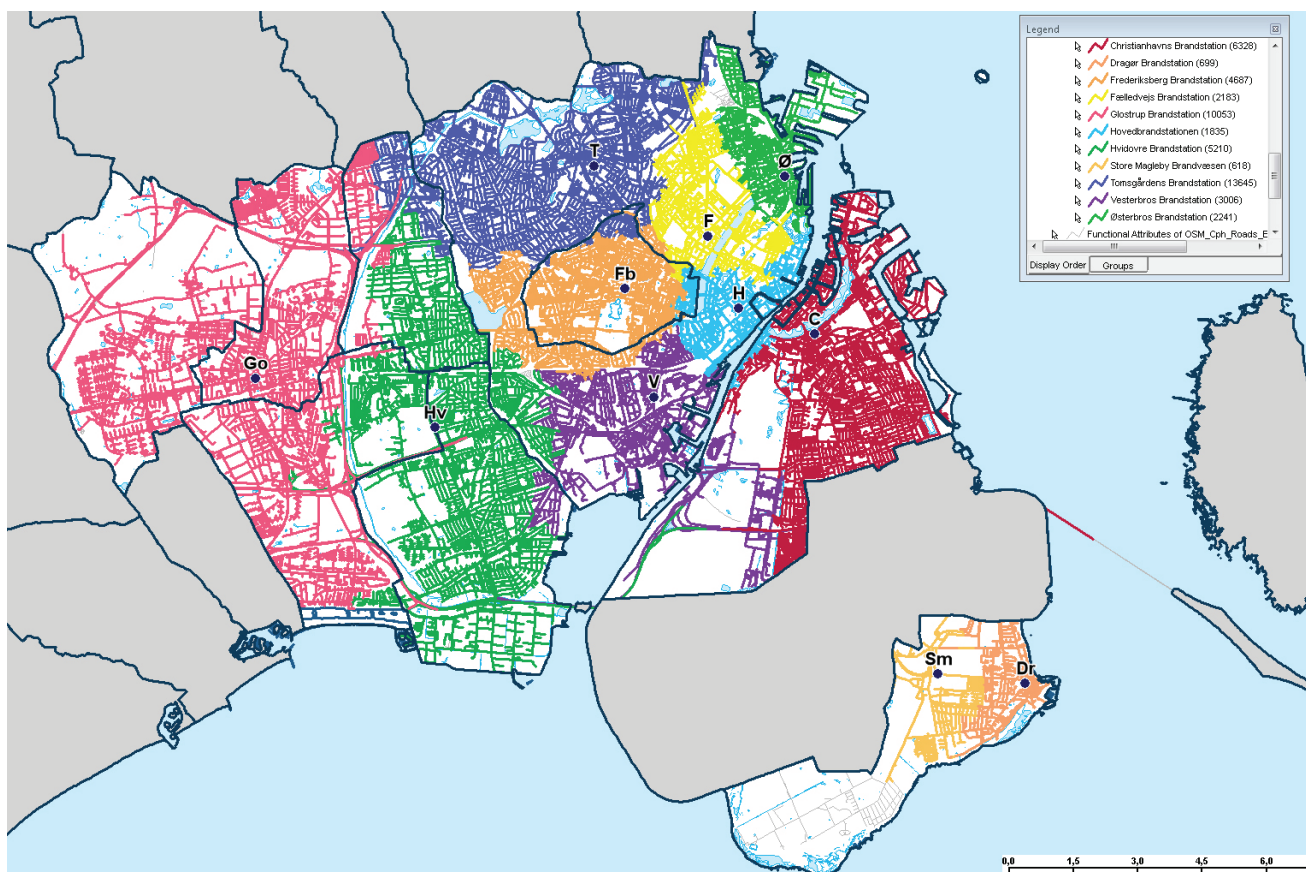 Legend
Christianhavns Brandstation (6328)
Dragør Brandstation (699)
Frederiksberg Brandstation (4687)
Fælledvejs Brandstation (2183)
Glostrup Brandstation (10053)
Hovedbrandstationen (1835)
Hvidovre Brandstation (5210)
Store Magleby Brandvæsen (618)
Tomsgårdens Brandstation (13645)
Vesterbros Brandstation (3006)
Østerbros Brandstation (2241)
Functional Attributes of OSM_Cph_Roads_E
Display Order Groups
T
Ø
F
Fb
H
C
Go
V
Hv
Sm
Dr
0,0 1,5 3,0 4,5 6,0